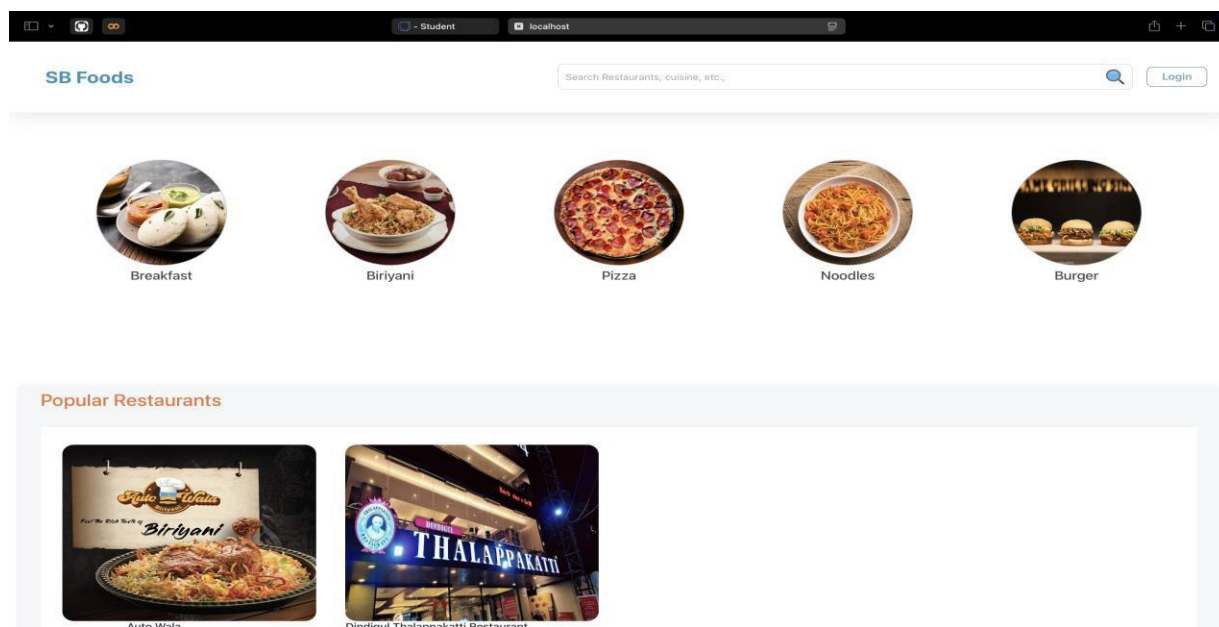 - Student
localhost
SB Foods
Search Restaurants, cuisine, etc.,
Login
Breakfast
Biriyani
Pizza
Noodles
Burger
Popular Restaurants
Auto Wala
Biriyani
DINDIGUL
THALAPPAKATTI
Auto Wala
Dindigul Thalappakatti Restaurant